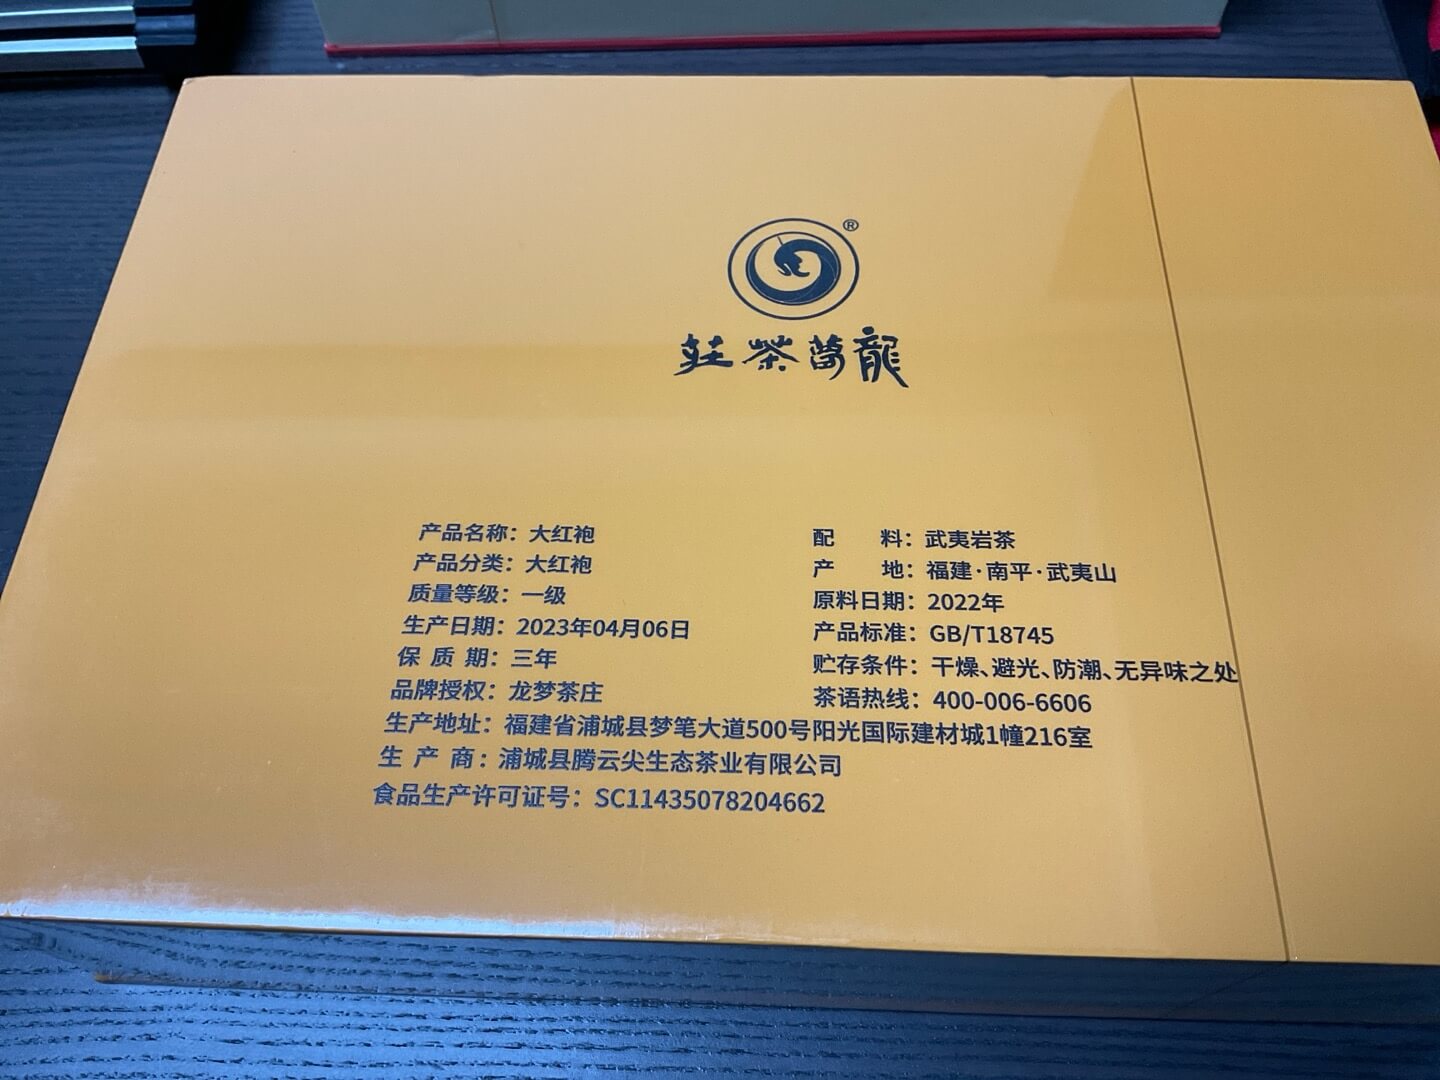 ®
龍夢茶莊
产品名称：大红袍
产品分类：大红袍
质量等级：一级
生产日期：2023年04月06日
保 质 期：三年
品牌授权：龙梦茶庄
配 料：武夷岩茶
产 地：福建·南平·武夷山
原料日期：2022年
产品标准：GB/T18745
贮存条件：干燥、避光、防潮、无异味之处
茶语热线：400-006-6606
生产地址：福建省浦城县梦笔大道500号阳光国际建材城1幢216室
生 产 商：浦城县腾云尖生态茶业有限公司
食品生产许可证号：SC11435078204662